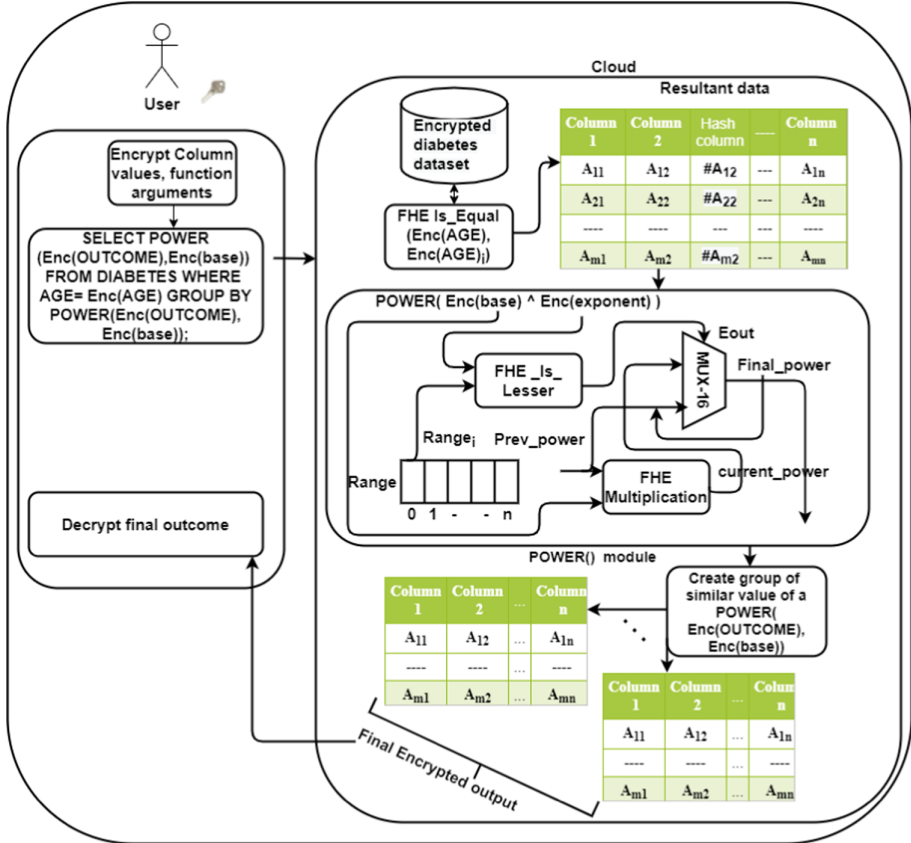 User
Encrypt Column
values, function
arguments
SELECT POWER
(Enc(OUTCOME),Enc(base))
FROM DIABETES WHERE
AGE= Enc(AGE) GROUP BY
POWER(Enc(OUTCOME),
Enc(base));
Decrypt final outcome
Cloud
Resultant data
Encrypted
diabetes
dataset
FHE Is_Equal
(Enc(AGE),
Enc(AGE)i)
Column 1 Column 2 Hash column ---- Column n
A11 A12 #A12 --- A1n
A21 A22 #A22 --- A2n
---- ---- --- --- ----
Am1 Am2 #Am2 --- Amn
POWER( Enc(base) ^ Enc(exponent) )
Eout
FHE _Is_
Lesser
MUX-16
Final_power
Rangei
Prev_power
Range
0 1 - - n
FHE
Multiplication
current_power
POWER() module
Create group of
similar value of a
POWER(
Enc(OUTCOME),
Enc(base))
Column 1 Column 2 ... Column n
A11 A12 ... A1n
---- ---- ... ----
Am1 Am2 ... Amn
Column 1 Column 2 ... Colum n
A11 A12 ... A1n
---- ---- ... ----
Am1 Am2 ... Amn
Final Encrypted output